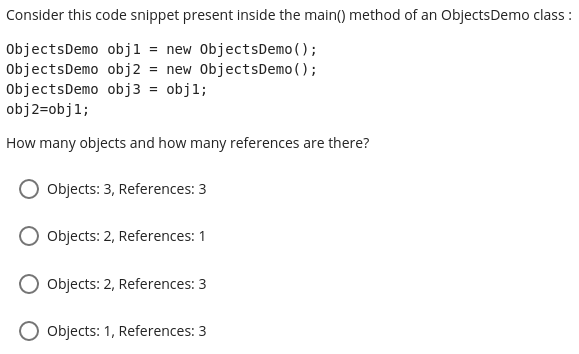 Consider this code snippet present inside the main() method of an ObjectsDemo class :
ObjectsDemo obj1 = new ObjectsDemo();
ObjectsDemo obj2 = new ObjectsDemo();
ObjectsDemo obj3 = obj1;
obj2=obj1;
How many objects and how many references are there?
Objects: 3, References: 3
Objects: 2, References: 1
Objects: 2, References: 3
Objects: 1, References: 3